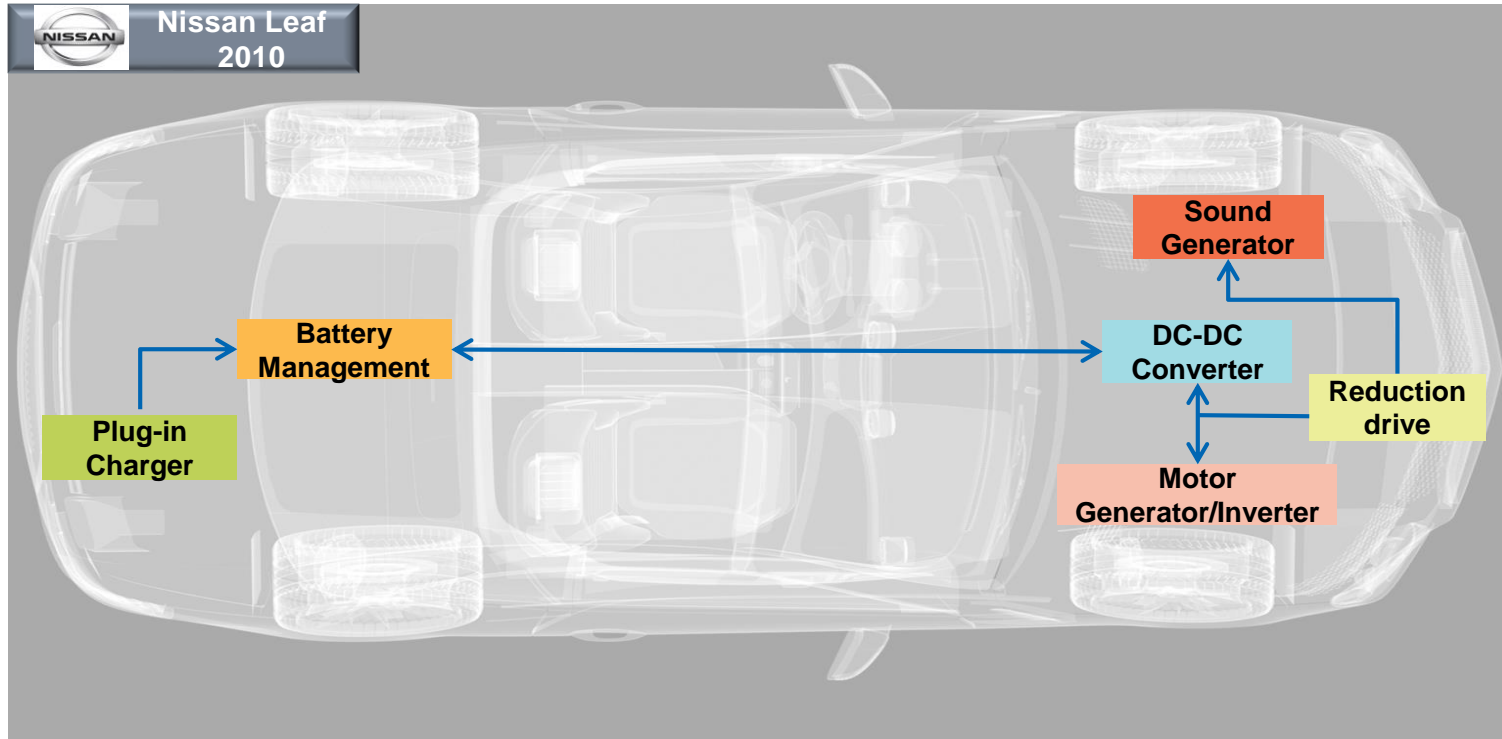 NISSAN
Nissan Leaf
2010
Sound
Generator
Battery
Management
DC-DC
Converter
Reduction
drive
Plug-in
Charger
Motor
Generator/Inverter